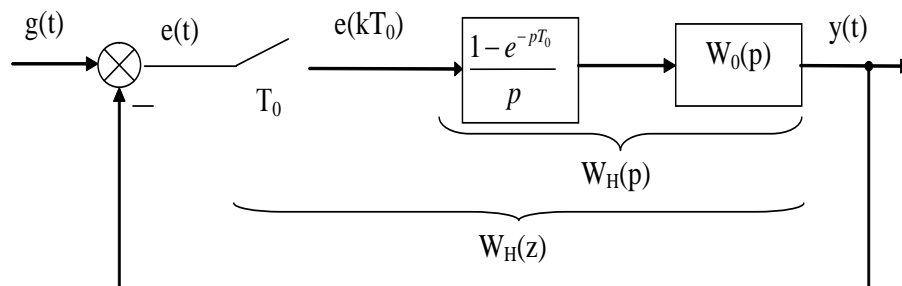 g(t)
e(t)
e(kT₀)
y(t)
1 – e^{-pT₀}
p
W₀(p)
—
T₀
W_H(p)
W_H(z)